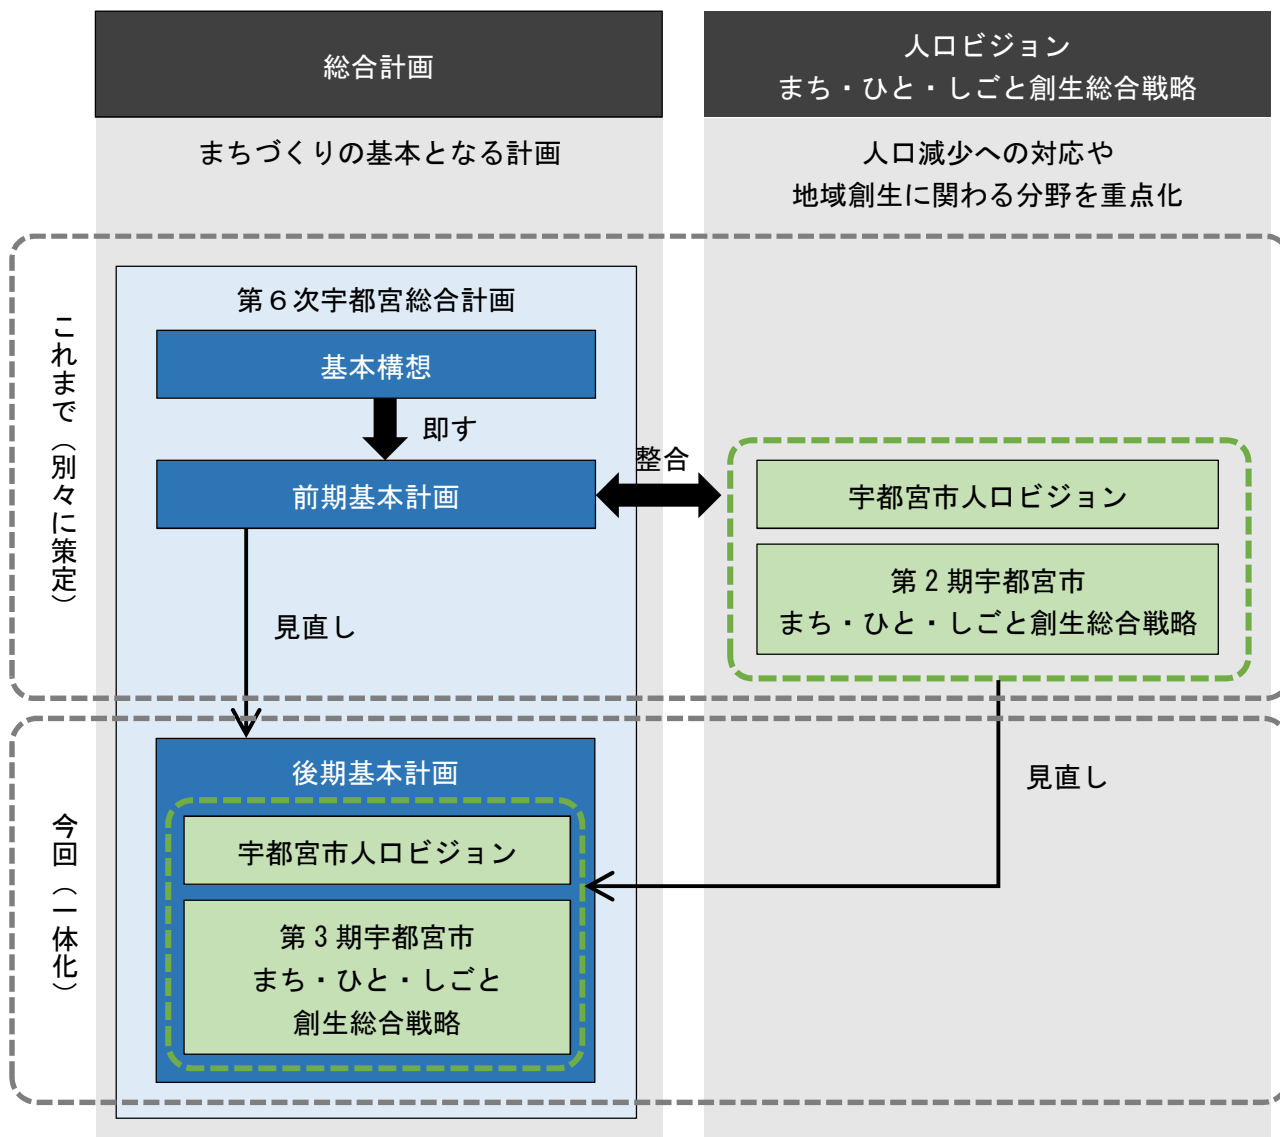 総合計画
人口ビジョン
まち・ひと・しごと創生総合戦略
まちづくりの基本となる計画
人口減少への対応や
地域創生に関わる分野を重点化
これまで（別々に策定）
第６次宇都宮総合計画
基本構想
即す
前期基本計画
整合
宇都宮市人口ビジョン
第２期宇都宮市
まち・ひと・しごと創生総合戦略
見直し
今回（一体化）
後期基本計画
見直し
宇都宮市人口ビジョン
第３期宇都宮市
まち・ひと・しごと
創生総合戦略